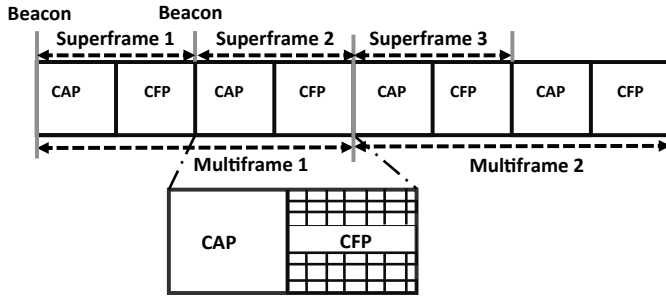 Beacon Beacon
Superframe 1 Superframe 2 Superframe 3
CAP CFP CAP CFP CAP CFP CAP CFP
Multiframe 1 Multiframe 2
CAP CFP